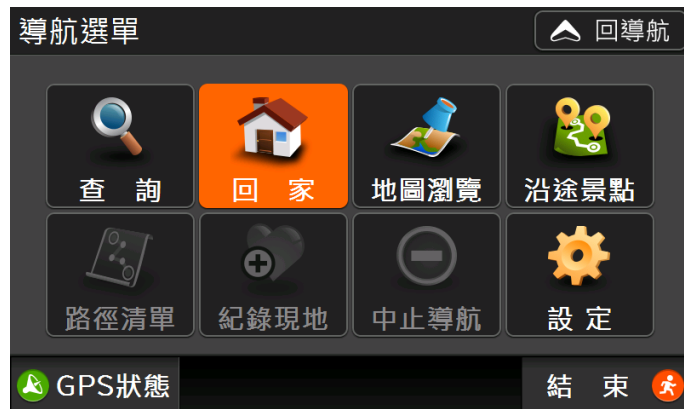 導航選單
回導航
查 詢
回 家
地圖瀏覽
沿途景點
路徑清單
紀錄現地
中止導航
設 定
GPS狀態
結 束